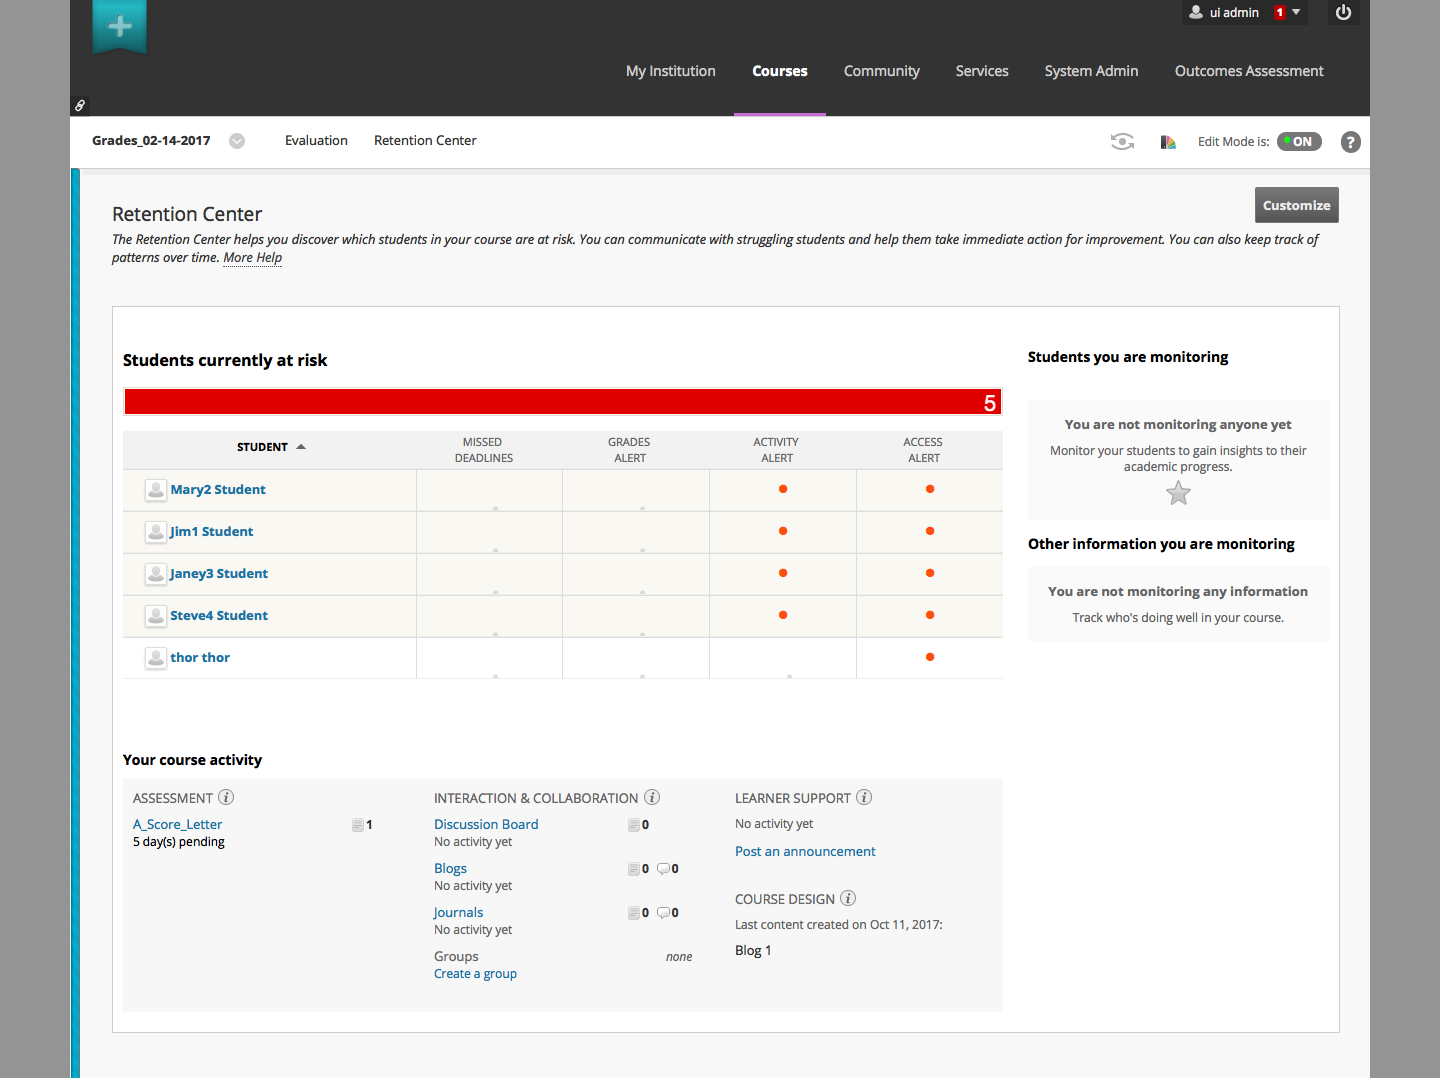 ui admin 1
My Institution Courses Community Services System Admin Outcomes Assessment
Grades_02-14-2017 Evaluation Retention Center Edit Mode is: ON ?
Customize
Retention Center
The Retention Center helps you discover which students in your course are at risk. You can communicate with struggling students and help them take immediate action for improvement. You can also keep track of
patterns over time. More Help
Students currently at risk
5
STUDENT
MISSED
DEADLINES
GRADES
ALERT
ACTIVITY
ALERT
ACCESS
ALERT
Mary2 Student
Jim1 Student
Janey3 Student
Steve4 Student
thor thor
Students you are monitoring
You are not monitoring anyone yet
Monitor your students to gain insights to their
academic progress.
Other information you are monitoring
You are not monitoring any information
Track who's doing well in your course.
Your course activity
ASSESSMENT i
A_Score_Letter 1
5 day(s) pending
INTERACTION & COLLABORATION i
Discussion Board 0
No activity yet
Blogs 0 0
No activity yet
Journals 0 0
No activity yet
Groups none
Create a group
LEARNER SUPPORT i
No activity yet
Post an announcement
COURSE DESIGN i
Last content created on Oct 11, 2017:
Blog 1